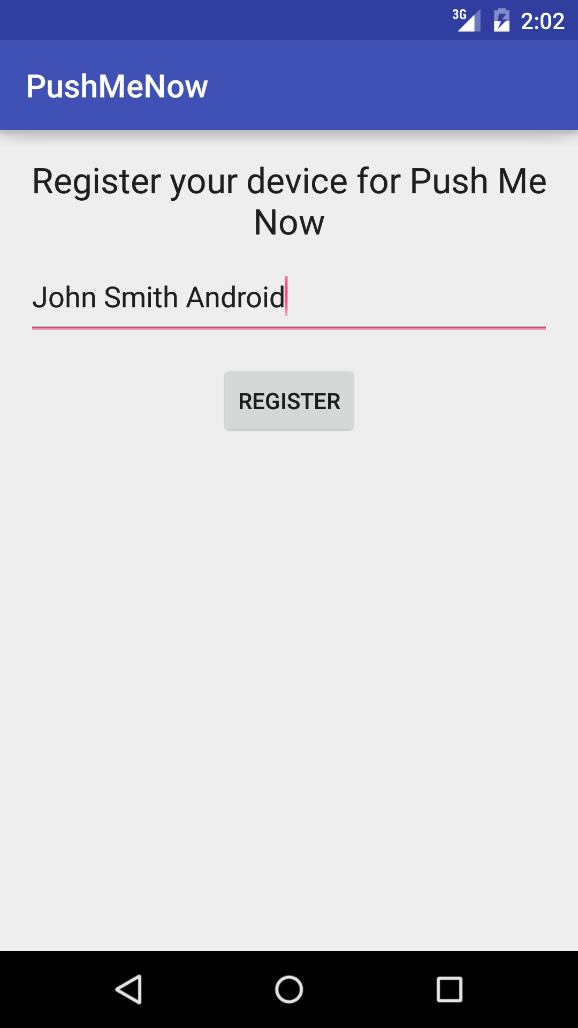 3G 2:02
PushMeNow
Register your device for Push Me
Now
John Smith Android
REGISTER